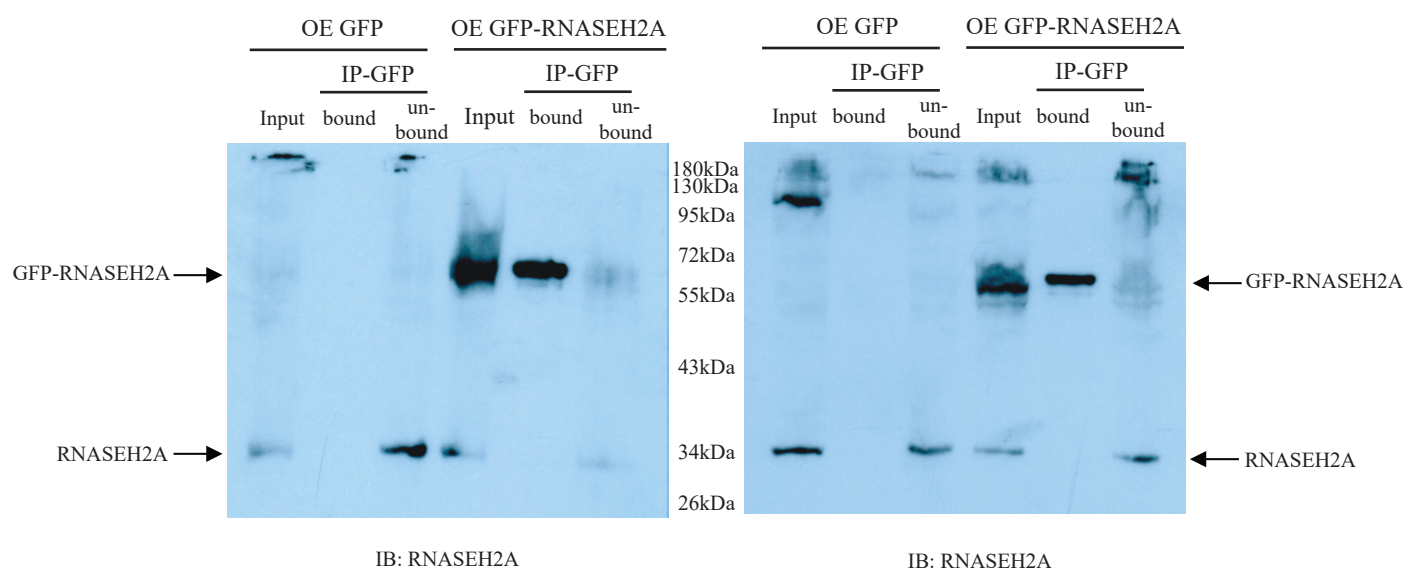 OE GFP
OE GFP-RNASEH2A
IP-GFP
IP-GFP
Input
bound
un-
bound
Input
bound
un-
bound
GFP-RNASEH2A
RNASEH2A
IB: RNASEH2A
180kDa
130kDa
95kDa
72kDa
55kDa
43kDa
34kDa
26kDa
OE GFP
OE GFP-RNASEH2A
IP-GFP
IP-GFP
Input
bound
un-
bound
Input
bound
un-
bound
GFP-RNASEH2A
RNASEH2A
IB: RNASEH2A